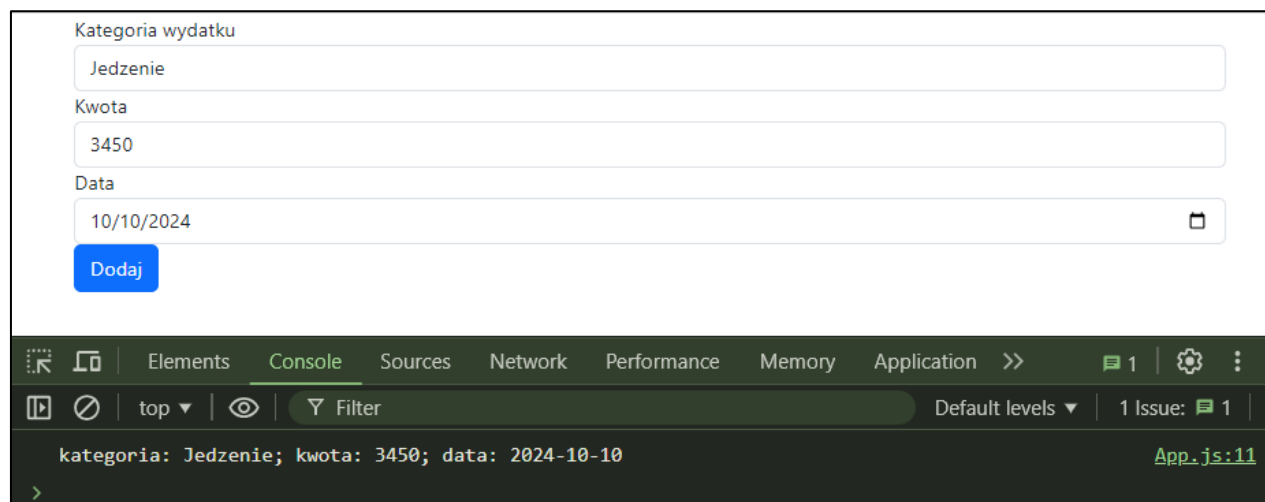 Kategoria wydatku
Jedzenie
Kwota
3450
Data
10/10/2024
Dodaj
Elements Console Sources Network Performance Memory Application 1
top Filter Default levels 1 Issue: 1
kategoria: Jedzenie; kwota: 3450; data: 2024-10-10 App.js:11